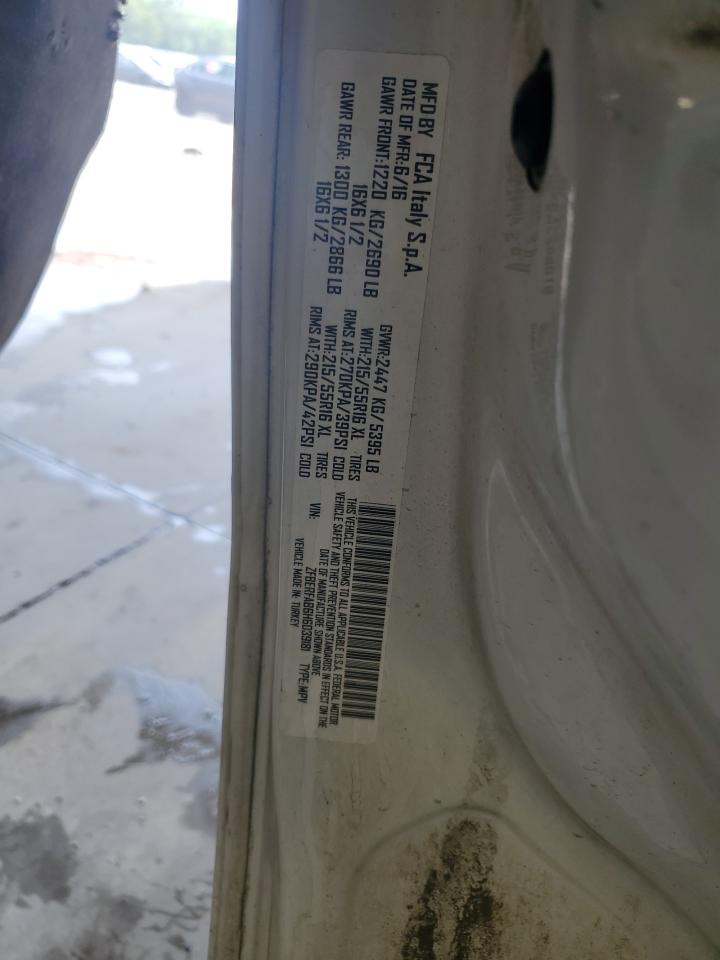 MFD BY FCA Italy S.p.A.
DATE OF MFR:6/16
GAWR FRONT:1220 KG/2690 LB
16X6 1/2
GAWR REAR: 1300 KG/2866 LB
16X6 1/2
GVWR:2447 KG/ 5395 LB
WITH:215/55R16 XL TIRES
RIMS AT:270KPA/39PSI COLD
WITH:215/55R16 XL TIRES
RIMS AT:290KPA/42PSI COLD
THIS VEHICLE CONFORMS TO ALL APPLICABLE U.S.A. FEDERAL MOTOR
VEHICLE SAFETY AND THEFT PREVENTION STANDARDS IN EFFECT ON THE
DATE OF MANUFACTURE SHOWN ABOVE.
VIN: ZFBERFAB6H6D39181 TYPE:MPV
VEHICLE MADE IN: TURKEY